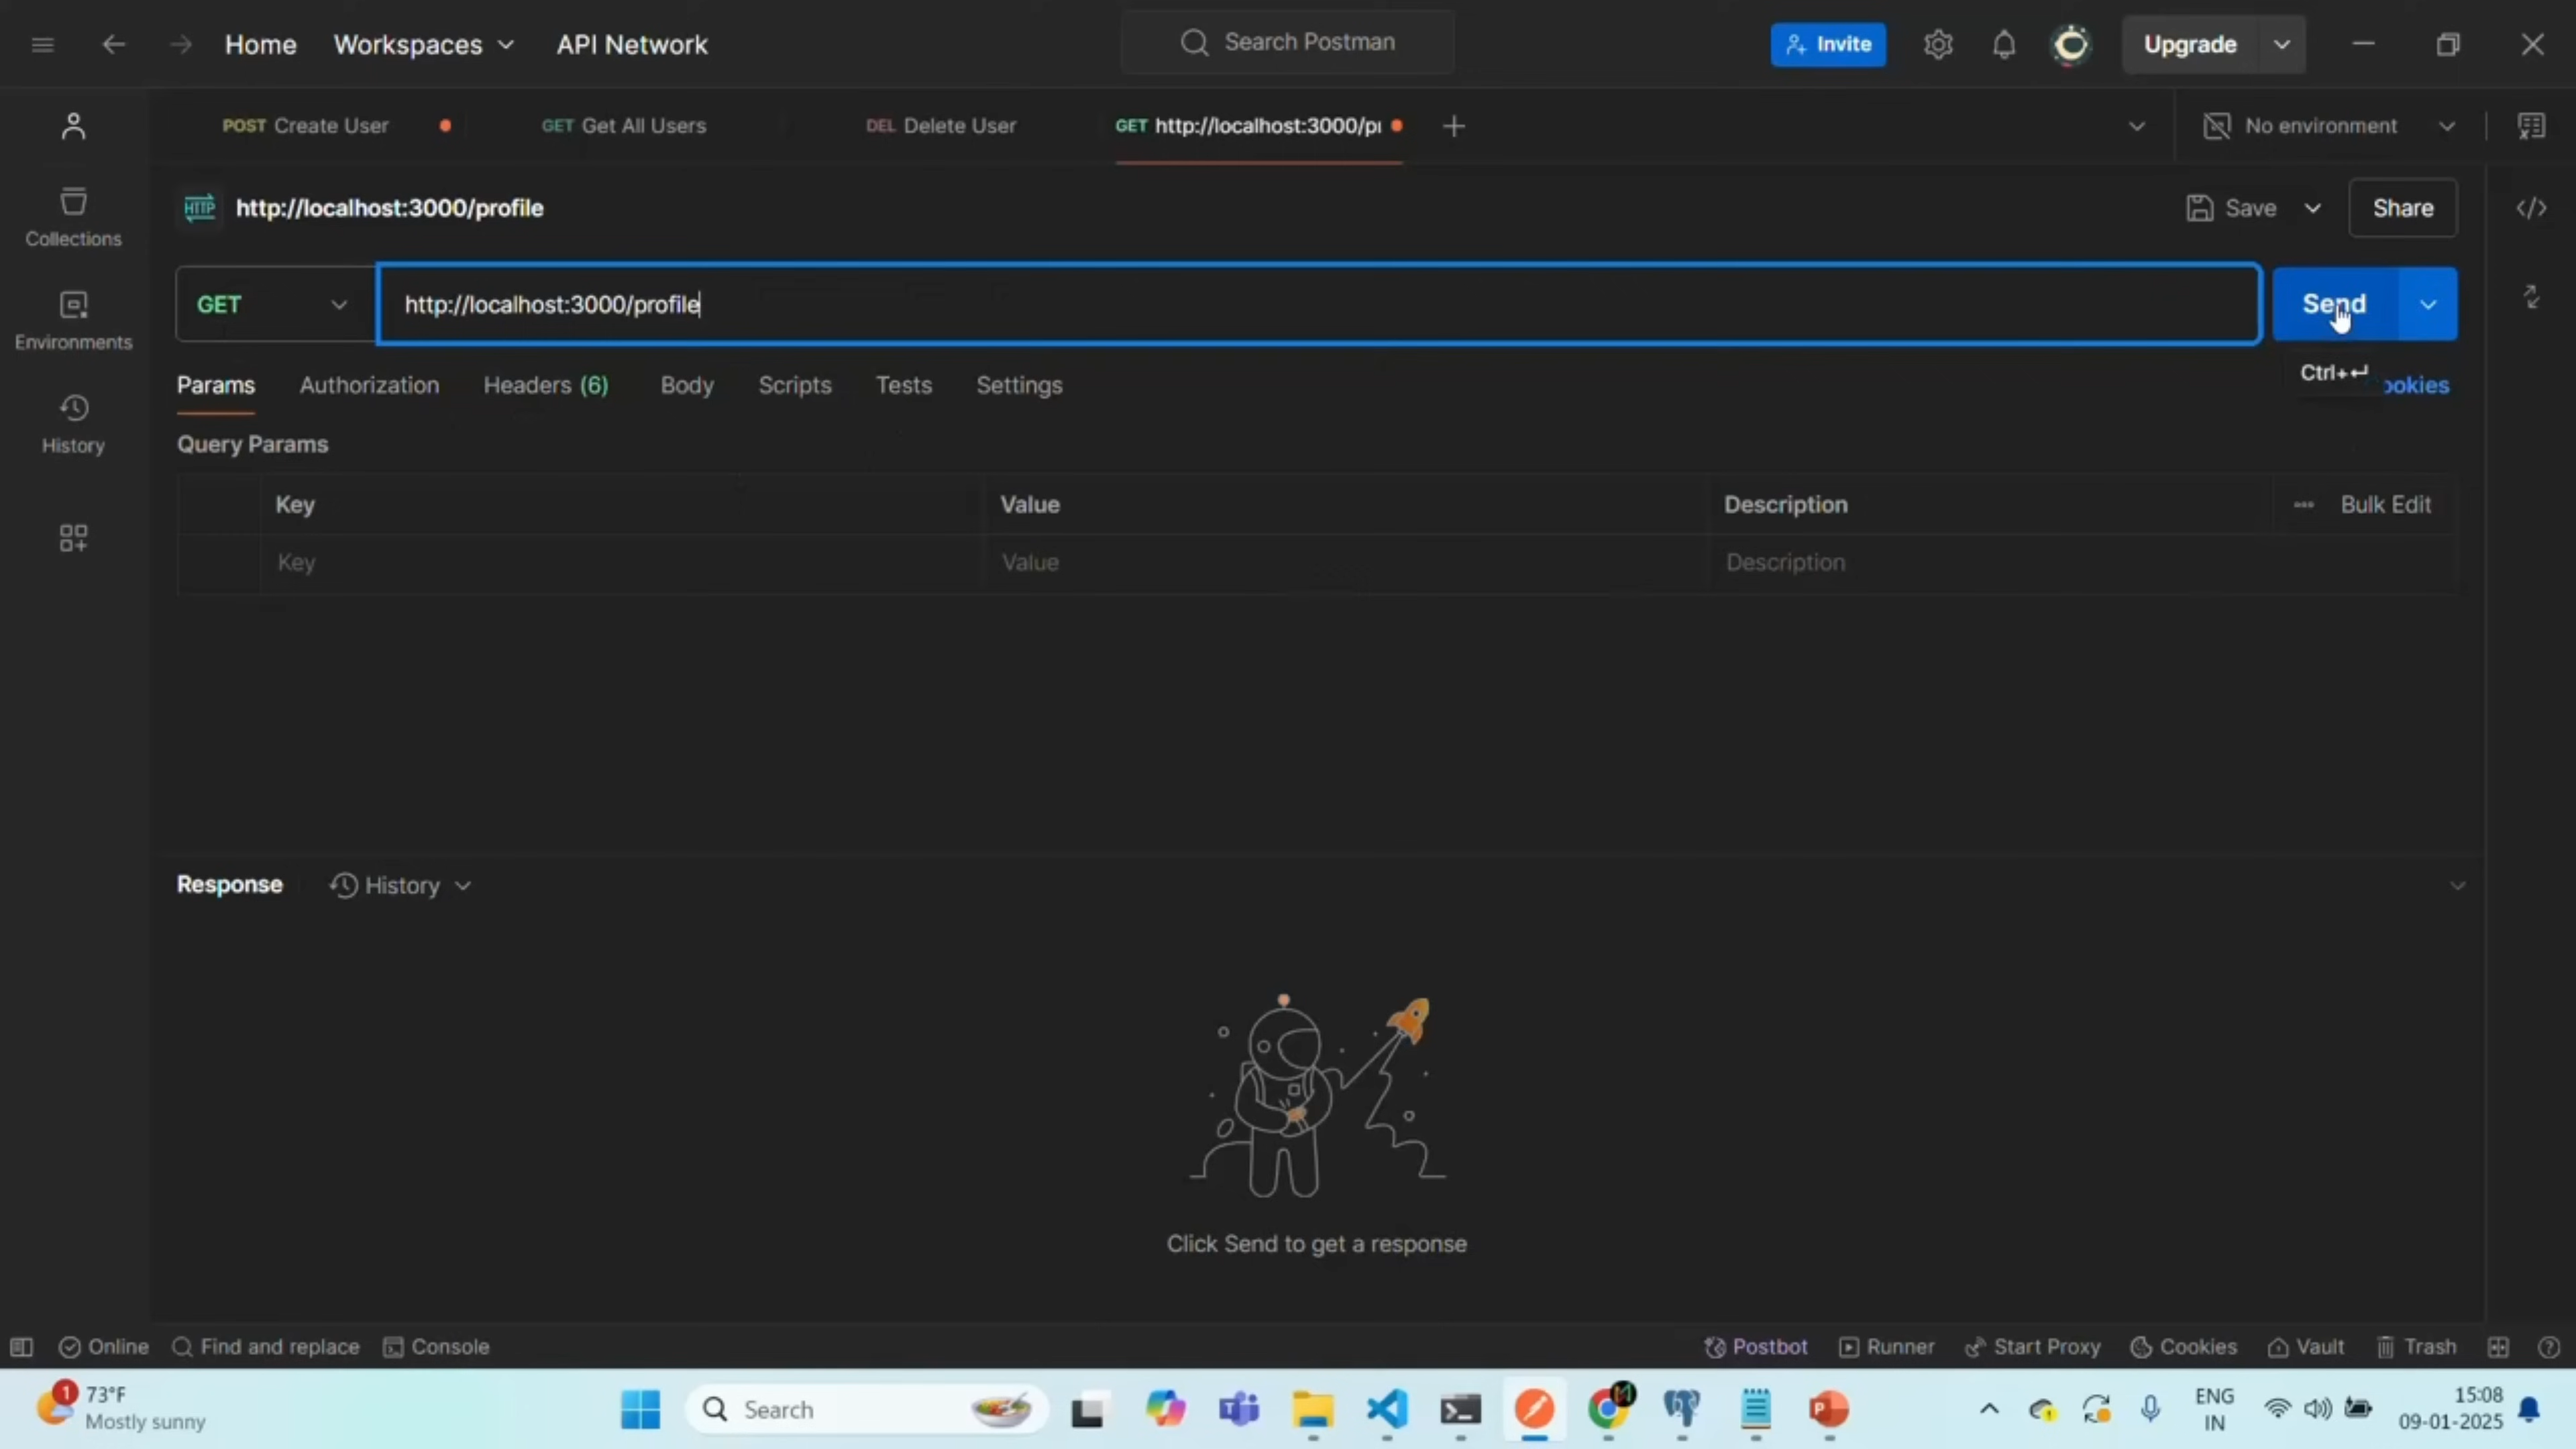 Home Workspaces API Network Search Postman Invite Upgrade
POST Create User GET Get All Users DEL Delete User GET http://localhost:3000/pr No environment
HTTP http://localhost:3000/profile Save Share
Collections
GET http://localhost:3000/profile Send
Environments
Params Authorization Headers (6) Body Scripts Tests Settings Ctrl+↵ ookies
History
Query Params
Key Value Description Bulk Edit
Key Value Description
Response History
Click Send to get a response
Online Find and replace Console Postbot Runner Start Proxy Cookies Vault Trash
1 73°F
Mostly sunny
Search
ENG
IN
15:08
09-01-2025